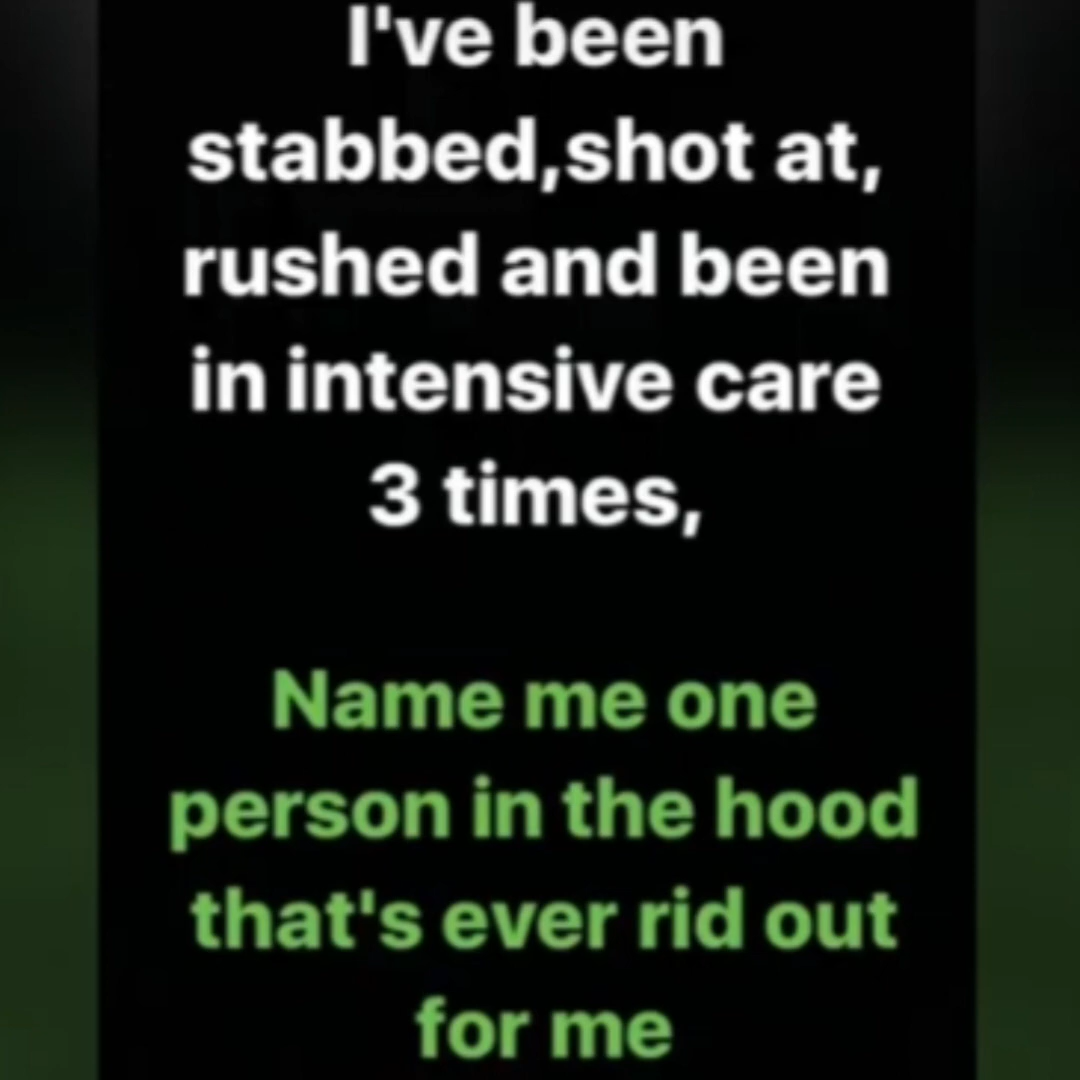 I've been
stabbed,shot at,
rushed and been
in intensive care
3 times,
Name me one
person in the hood
that's ever rid out
for me